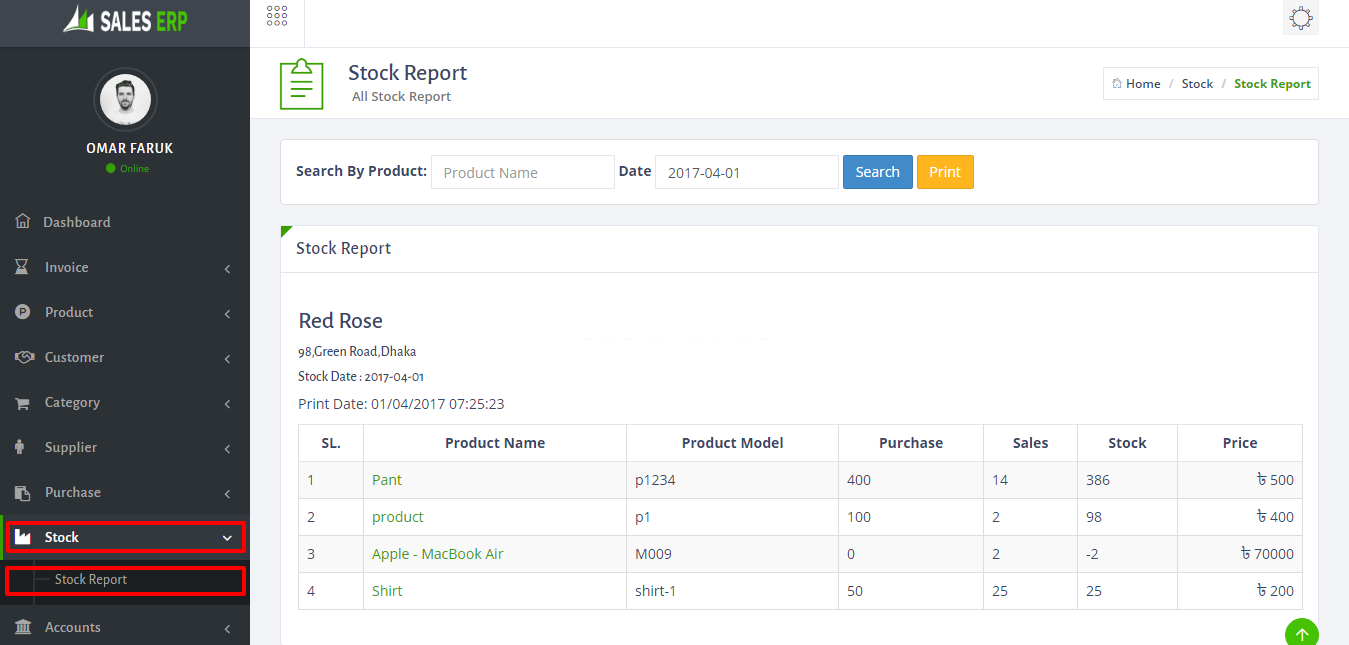 SALES ERP
OMAR FARUK
Online
Dashboard
Invoice
Product
Customer
Category
Supplier
Purchase
Stock
Stock Report
Accounts
Stock Report
All Stock Report
Home / Stock / Stock Report
Search By Product: Product Name Date 2017-04-01 Search Print
Stock Report
Red Rose
98,Green Road,Dhaka
Stock Date : 2017-04-01
Print Date: 01/04/2017 07:25:23
SL. Product Name Product Model Purchase Sales Stock Price
1 Pant p1234 400 14 386 ৳ 500
2 product p1 100 2 98 ৳ 400
3 Apple - MacBook Air M009 0 2 -2 ৳ 70000
4 Shirt shirt-1 50 25 25 ৳ 200